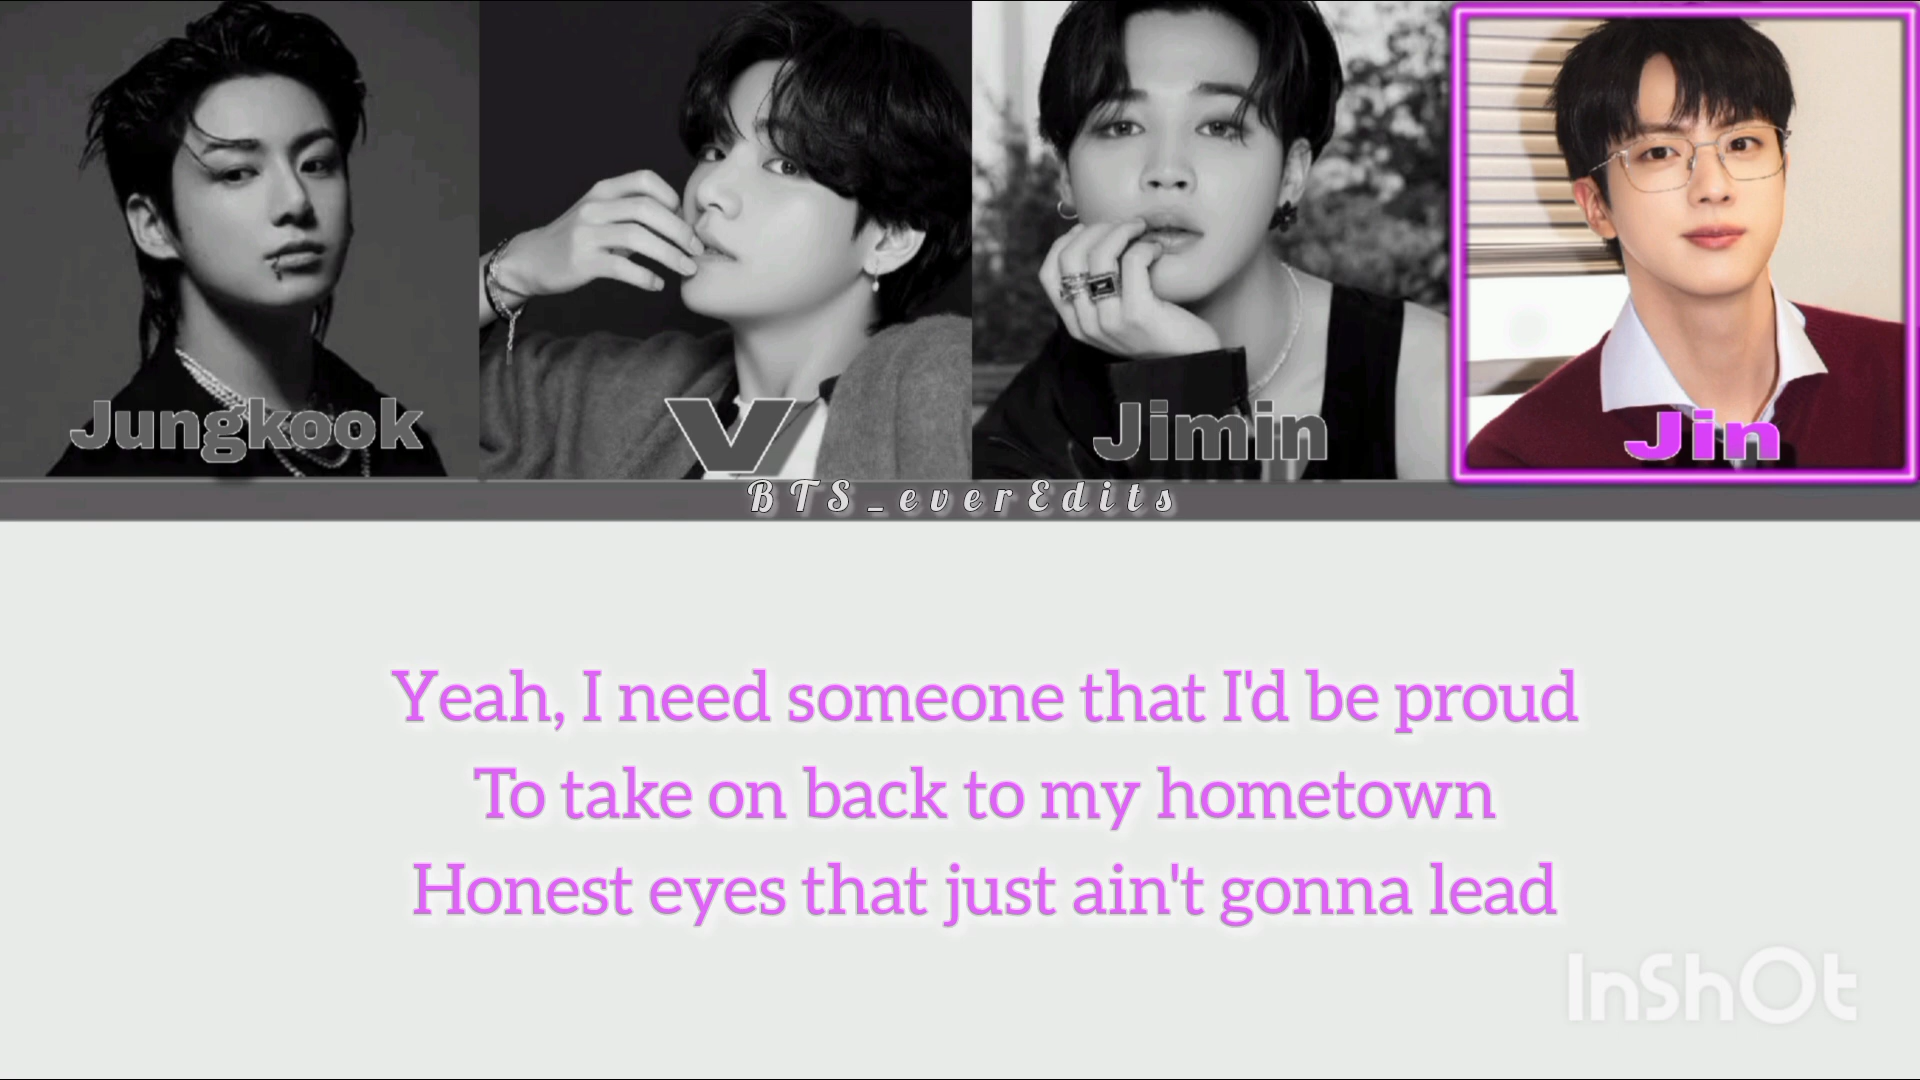 Jungkook
V
Jimin
Jin
BTS_everEdits
Yeah, I need someone that I'd be proud
To take on back to my hometown
Honest eyes that just ain't gonna lead
InShOt